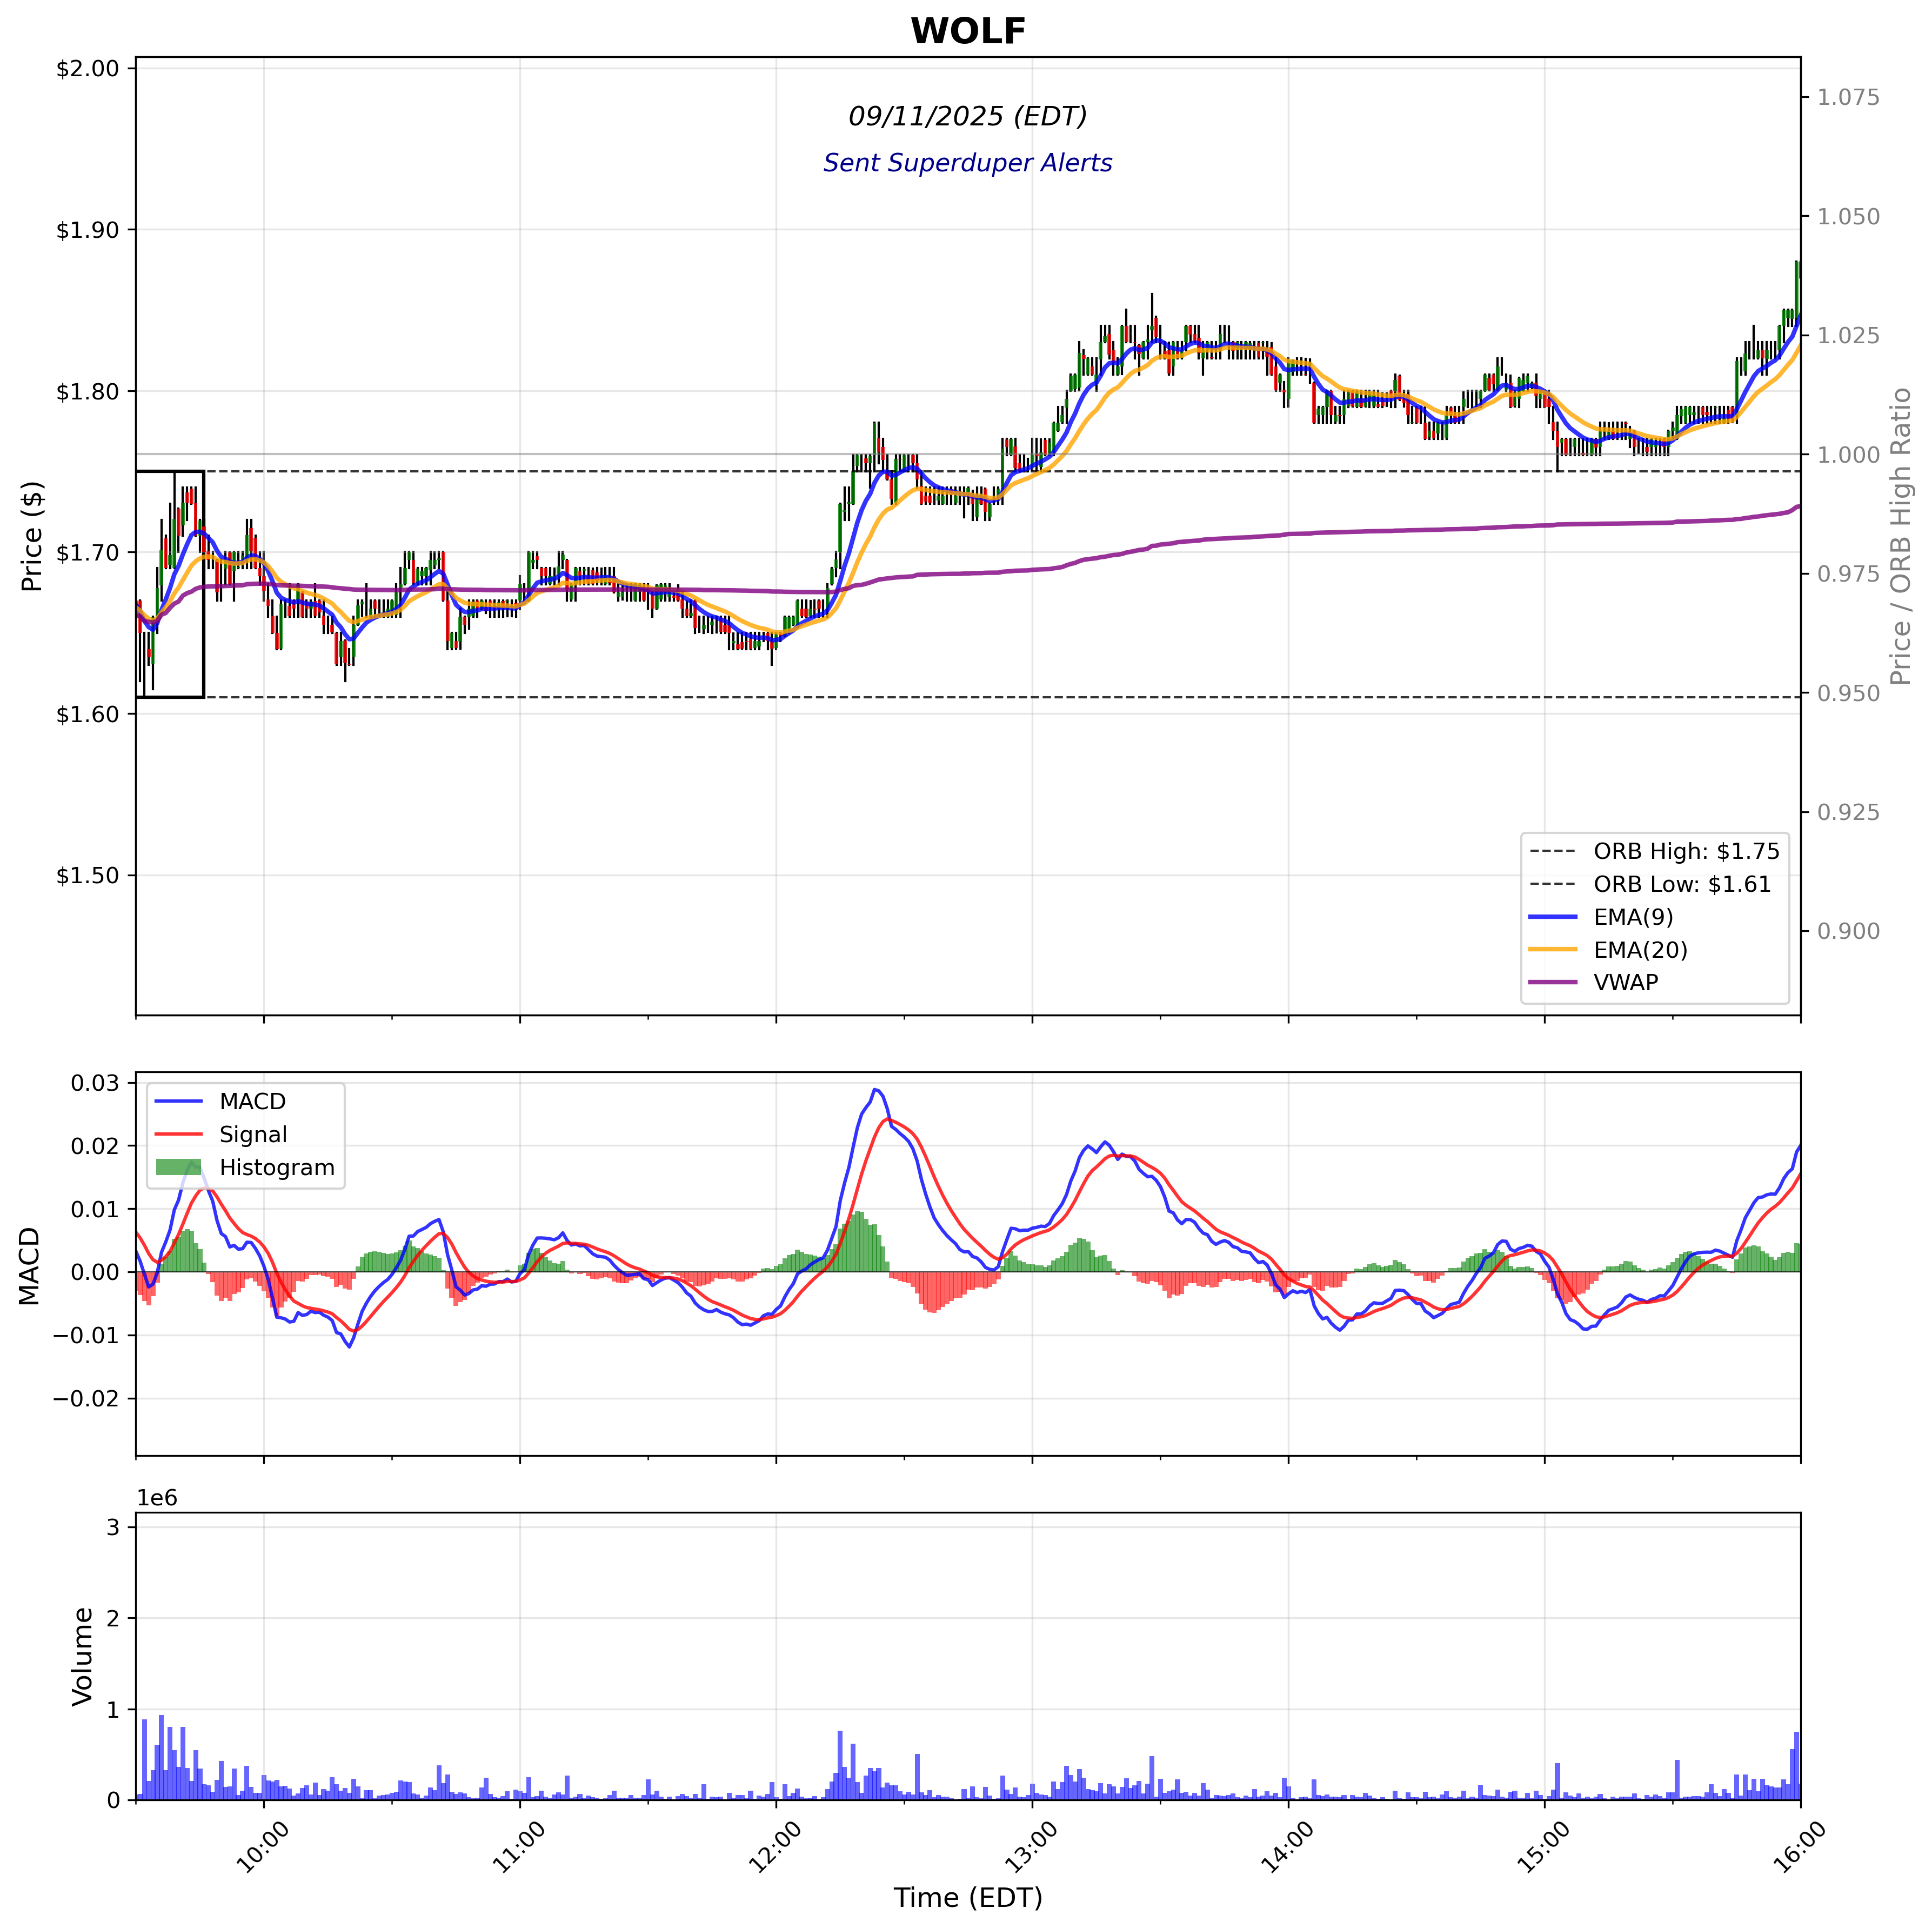 WOLF
09/11/2025 (EDT)
Sent Superduper Alerts
$2.00
$1.90
$1.80
$1.70
$1.60
$1.50
Price ($)
1.075
1.050
1.025
1.000
0.975
0.950
0.925
0.900
Price / ORB High Ratio
ORB High: $1.75
ORB Low: $1.61
EMA(9)
EMA(20)
VWAP
0.03
0.02
0.01
0.00
−0.01
−0.02
MACD
MACD
Signal
Histogram
1e6
3
2
1
0
Volume
10:00
11:00
12:00
13:00
14:00
15:00
16:00
Time (EDT)